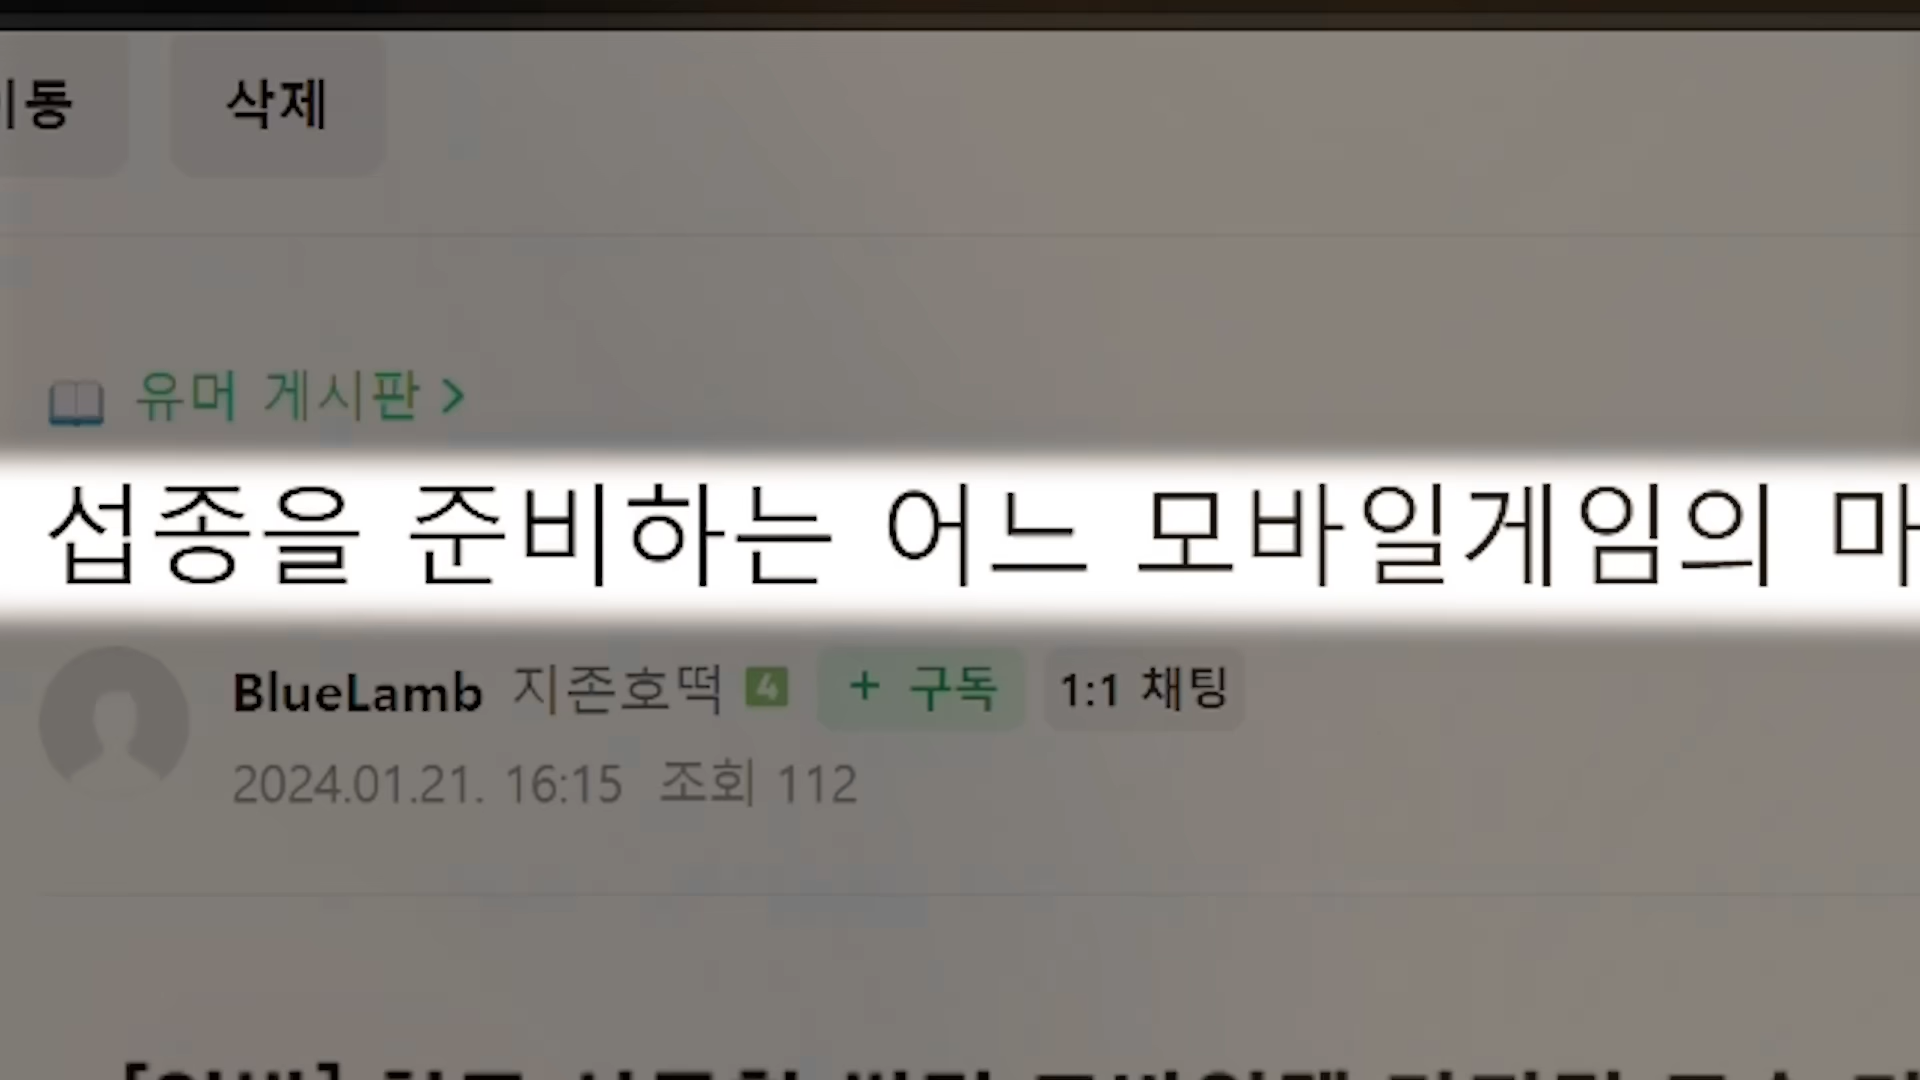 이동 삭제
유머 게시판 >
섭종을 준비하는 어느 모바일게임의 마
BlueLamb 지존호떡 4 + 구독 1:1 채팅
2024.01.21. 16:15 조회 112